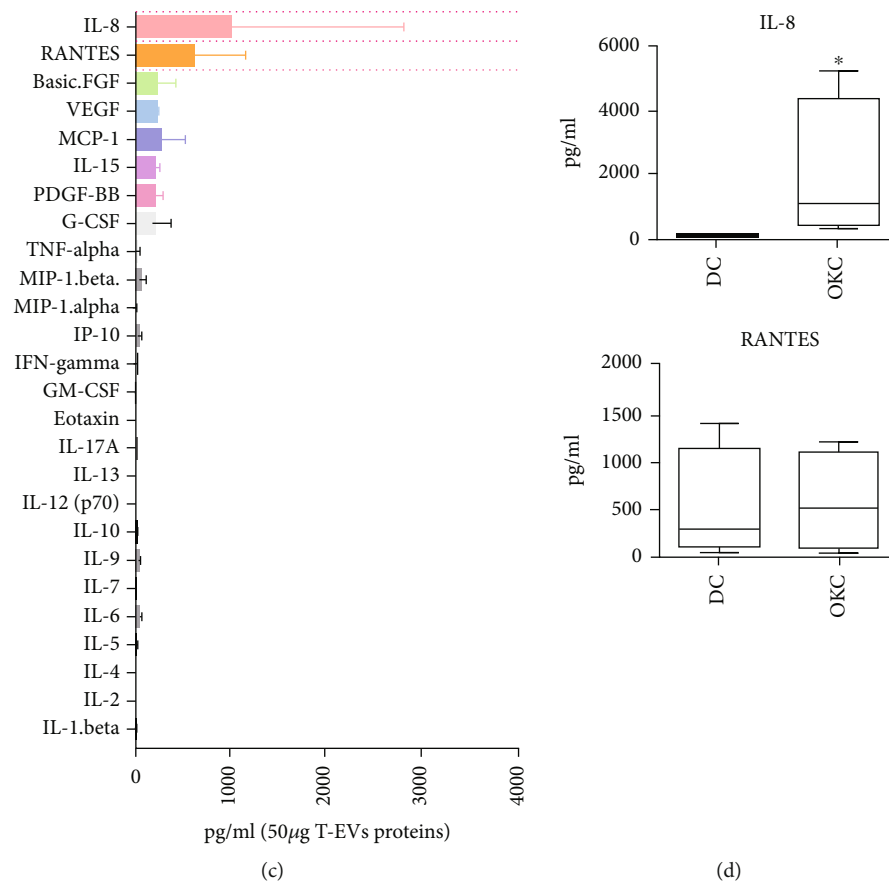 IL-8
RANTES
Basic.FGF
VEGF
MCP-1
IL-15
PDGF-BB
G-CSF
TNF-alpha
MIP-1.beta.
MIP-1.alpha
IP-10
IFN-gamma
GM-CSF
Eotaxin
IL-17A
IL-13
IL-12 (p70)
IL-10
IL-9
IL-7
IL-6
IL-5
IL-4
IL-2
IL-1.beta
0 1000 2000 3000 4000
pg/ml (50μg T-EVs proteins)
(c)
IL-8
6000
4000
2000
0
pg/ml
*
DC OKC
RANTES
2000
1500
1000
500
0
pg/ml
DC OKC
(d)